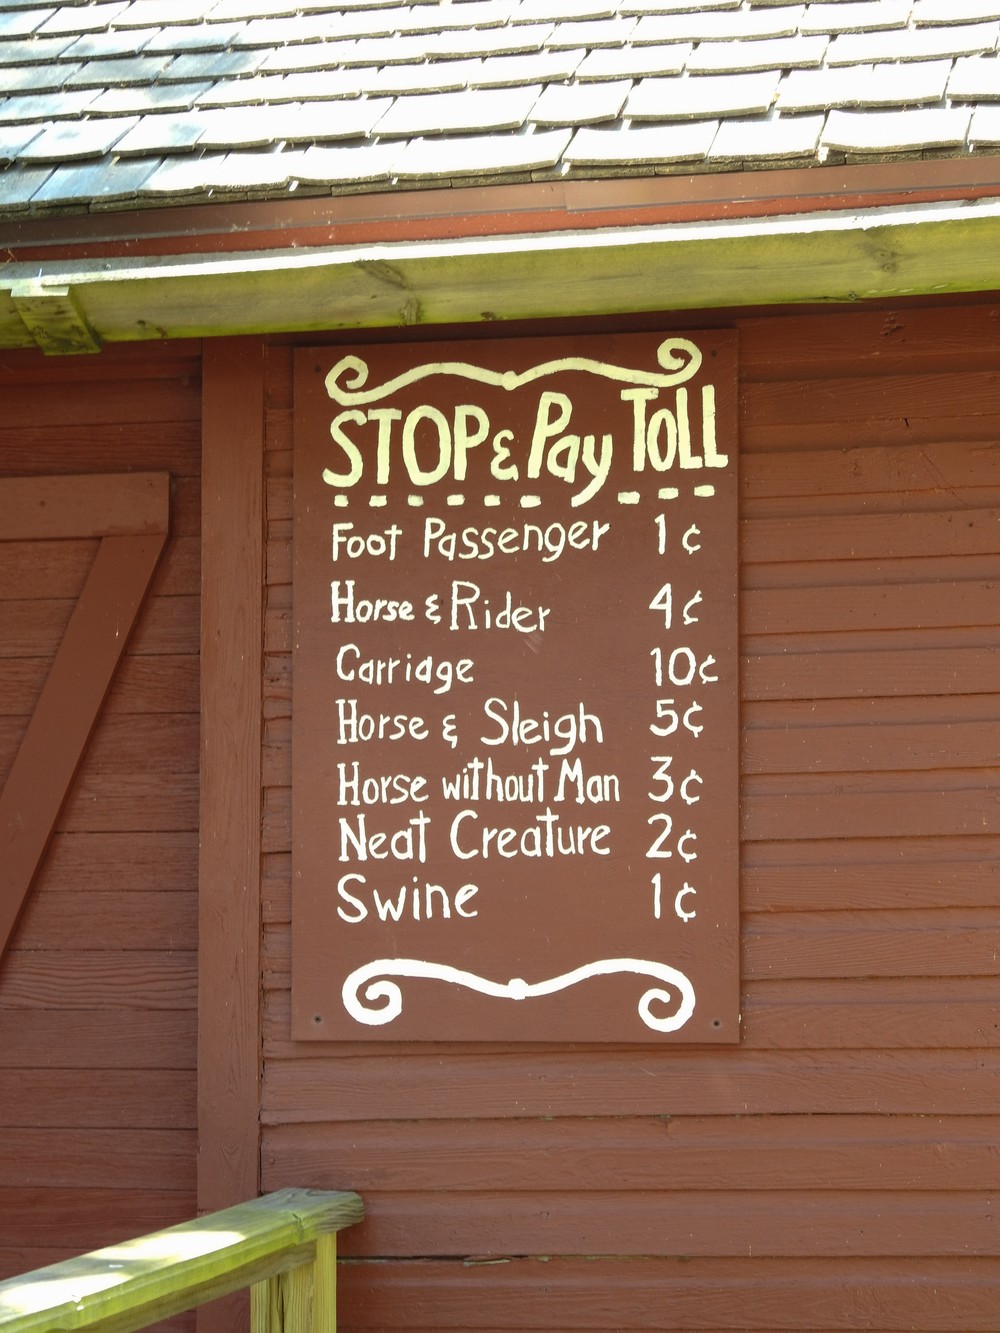 STOP & Pay TOLL
Foot Passenger 1¢
Horse & Rider 4¢
Carriage 10¢
Horse & Sleigh 5¢
Horse without Man 3¢
Neat Creature 2¢
Swine 1¢